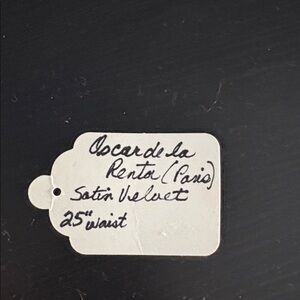 Oscar de la
Renta (Paris)
Satin Velvet
25" waist